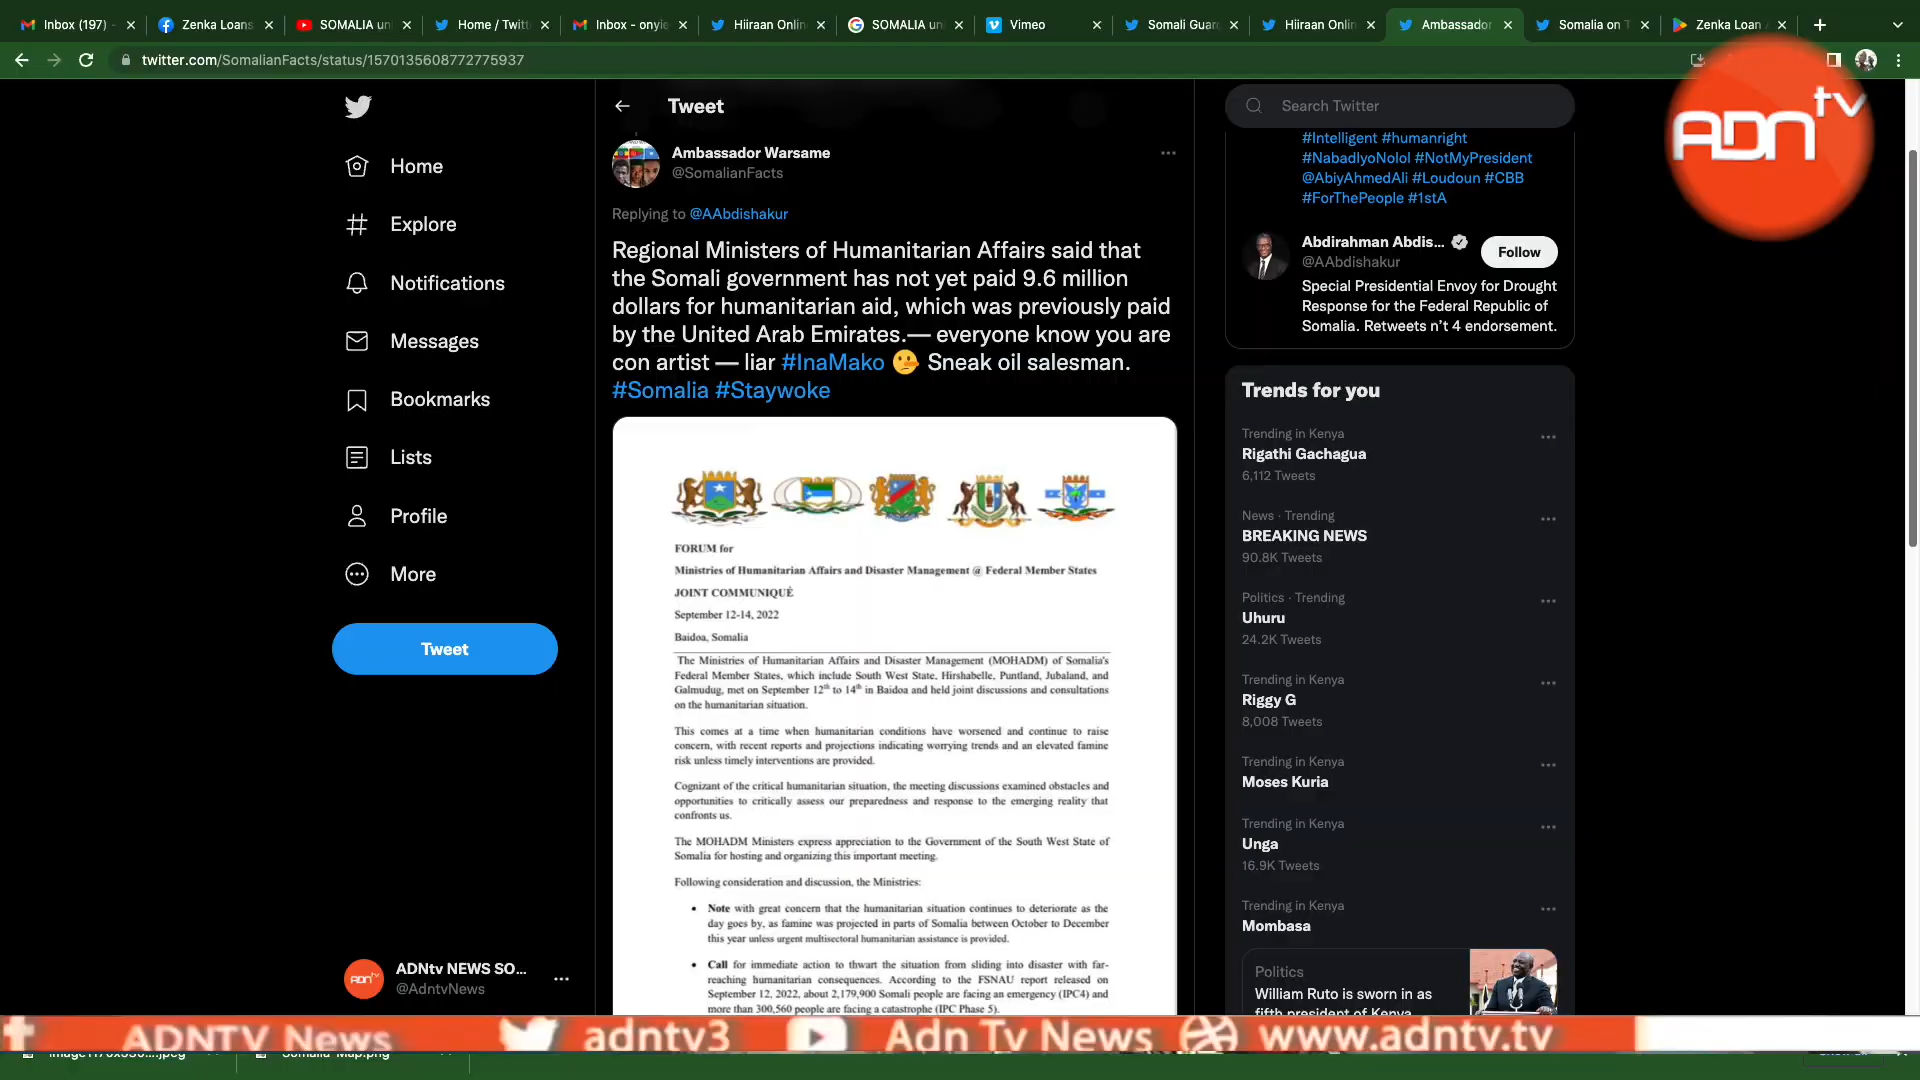 Inbox (197) -
Zenka Loans
SOMALIA un
Home / Twitt
Inbox - onyie
Hiiraan Onlin
SOMALIA un
Vimeo
Somali Guar
Hiiraan Onlin
Ambassador
Somalia on T
Zenka Loan A
twitter.com/SomalianFacts/status/1570135608772775937
ADN tv
Home
Explore
Notifications
Messages
Bookmarks
Lists
Profile
More
Tweet
ADNtv NEWS SO...
@AdntvNews
Tweet
Ambassador Warsame
@SomalianFacts
Replying to @AAbdishakur
Regional Ministers of Humanitarian Affairs said that
the Somali government has not yet paid 9.6 million
dollars for humanitarian aid, which was previously paid
by the United Arab Emirates.— everyone know you are
con artist — liar #InaMako 🤥 Sneak oil salesman.
#Somalia #Staywoke
FORUM for
Ministries of Humanitarian Affairs and Disaster Management @ Federal Member States
JOINT COMMUNIQUÉ
September 12-14, 2022
Baidoa, Somalia
The Ministries of Humanitarian Affairs and Disaster Management (MOHADM) of Somalia's
Federal Member States, which include South West State, Hirshabelle, Puntland, Jubaland, and
Galmudug, met on September 12th to 14th in Baidoa and held joint discussions and consultations
on the humanitarian situation.
This comes at a time when humanitarian conditions have worsened and continue to raise
concern, with recent reports and projections indicating worrying trends and an elevated famine
risk unless timely interventions are provided.
Cognizant of the critical humanitarian situation, the meeting discussions examined obstacles and
opportunities to critically assess our preparedness and response to the emerging reality that
confronts us.
The MOHADM Ministers express appreciation to the Government of the South West State of
Somalia for hosting and organizing this important meeting.
Following consideration and discussion, the Ministries:
• Note with great concern that the humanitarian situation continues to deteriorate as the
day goes by, as famine was projected in parts of Somalia between October to December
this year unless urgent multisectoral humanitarian assistance is provided.
• Call for immediate action to thwart the situation from sliding into disaster with far-
reaching humanitarian consequences. According to the FSNAU report released on
September 12, 2022, about 2,179,900 Somali people are facing an emergency (IPC4) and
more than 300,560 people are facing a catastrophe (IPC Phase 5).
Search Twitter
#Intelligent #humanright
#NabadIyoNolol #NotMyPresident
@AbiyAhmedAli #Loudoun #CBB
#ForThePeople #1stA
Abdirahman Abdis...
@AAbdishakur
Follow
Special Presidential Envoy for Drought
Response for the Federal Republic of
Somalia. Retweets n't 4 endorsement.
Trends for you
Trending in Kenya
Rigathi Gachagua
6,112 Tweets
News · Trending
BREAKING NEWS
90.8K Tweets
Politics · Trending
Uhuru
24.2K Tweets
Trending in Kenya
Riggy G
8,008 Tweets
Trending in Kenya
Moses Kuria
Trending in Kenya
Unga
16.9K Tweets
Trending in Kenya
Mombasa
Politics
William Ruto is sworn in as
fifth president of Kenya
ADNTV News adntv3 Adn Tv News www.adntv.tv